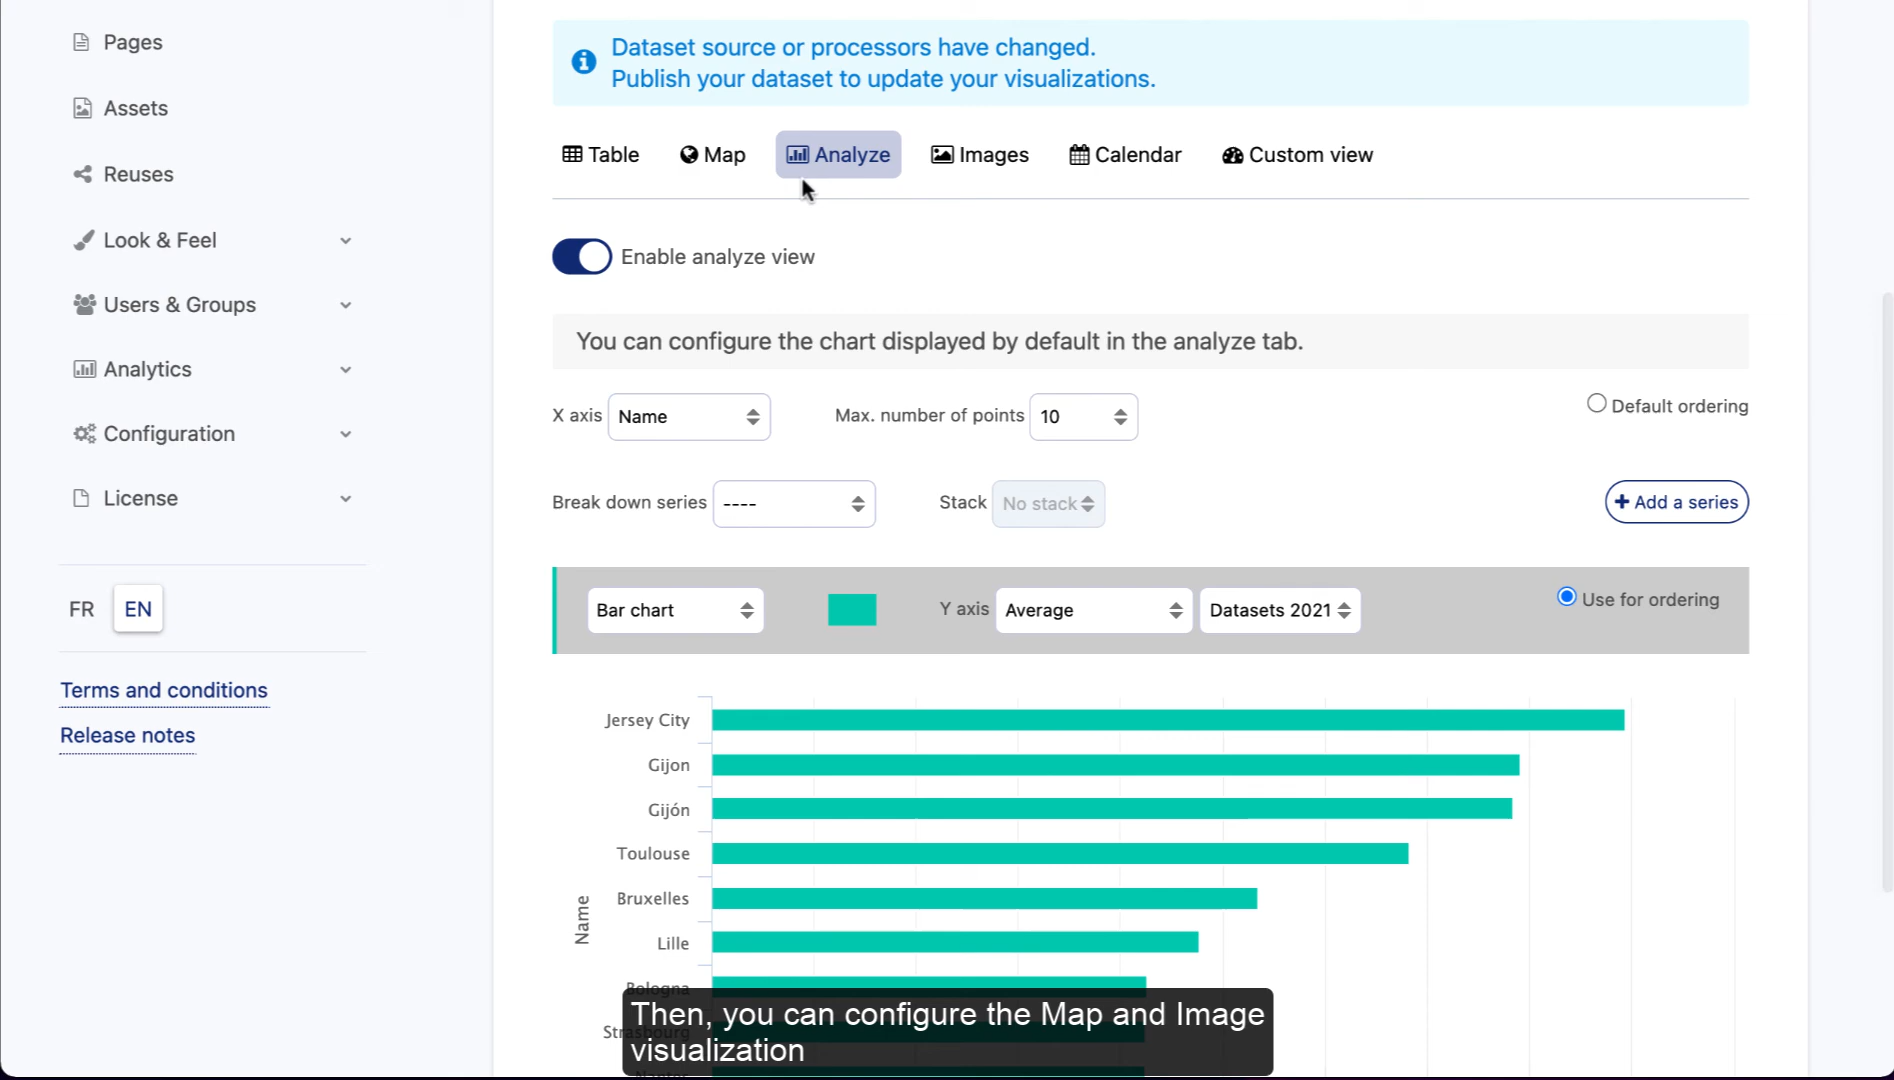 Pages
Assets
Reuses
Look & Feel
Users & Groups
Analytics
Configuration
License
FR EN
Terms and conditions
Release notes
Dataset source or processors have changed.
Publish your dataset to update your visualizations.
Table Map Analyze Images Calendar Custom view
Enable analyze view
You can configure the chart displayed by default in the analyze tab.
X axis Name Max. number of points 10 Default ordering
Break down series ---- Stack No stack + Add a series
Bar chart Y axis Average Datasets 2021 Use for ordering
Name
Jersey City
Gijon
Gijón
Toulouse
Bruxelles
Lille
Bologna
Strasbourg
Then, you can configure the Map and Image
visualization